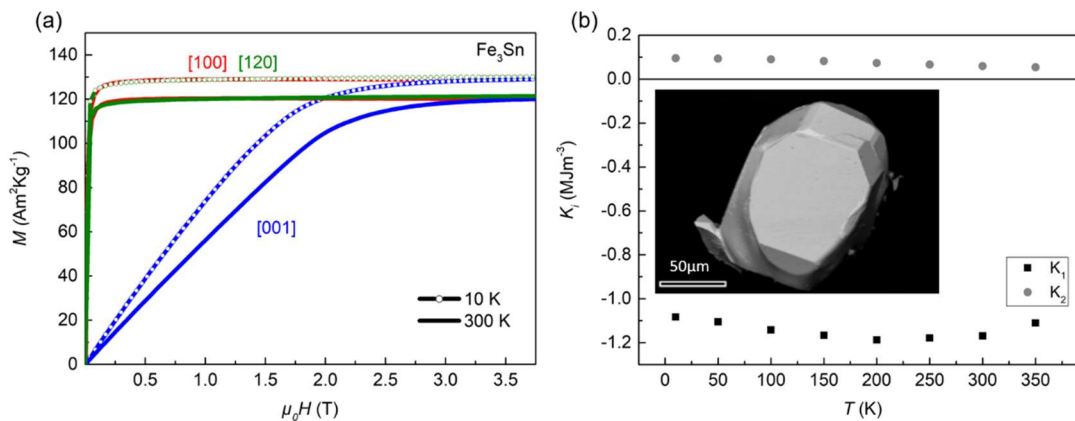 (a)
Fe₃Sn
[100] [120]
[001]
10 K
300 K
140
120
100
80
60
40
20
0
M (Am²Kg⁻¹)
0.5 1.0 1.5 2.0 2.5 3.0 3.5
μ₀H (T)
(b)
0.2
0.0
-0.2
-0.4
-0.6
-0.8
-1.0
-1.2
Kᵢ (MJm⁻³)
50μm
K₁
K₂
0 50 100 150 200 250 300 350
T (K)